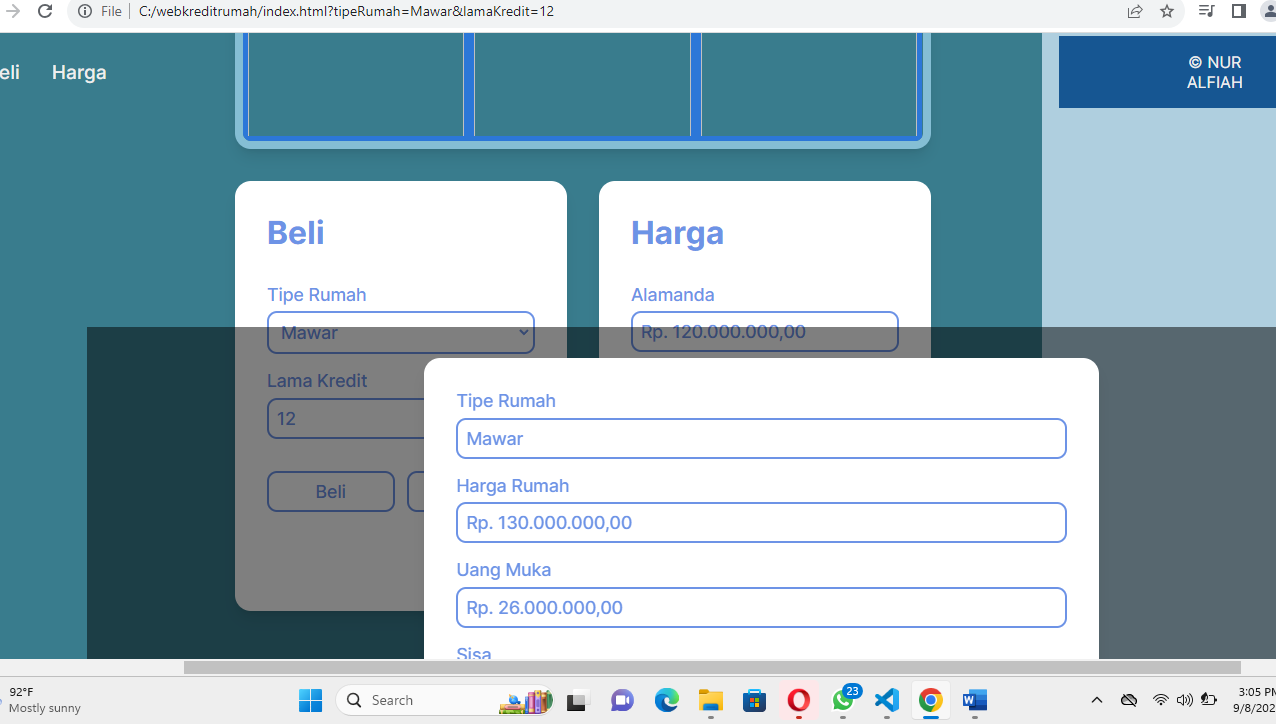 File C:/webkreditrumah/index.html?tipeRumah=Mawar&lamaKredit=12
eli Harga
© NUR
ALFIAH
Beli
Tipe Rumah
Mawar
Lama Kredit
12
Beli
Harga
Alamanda
Rp. 120.000.000,00
Tipe Rumah
Mawar
Harga Rumah
Rp. 130.000.000,00
Uang Muka
Rp. 26.000.000,00
Sisa
92°F
Mostly
Search
23
:05 PM
9/8/202